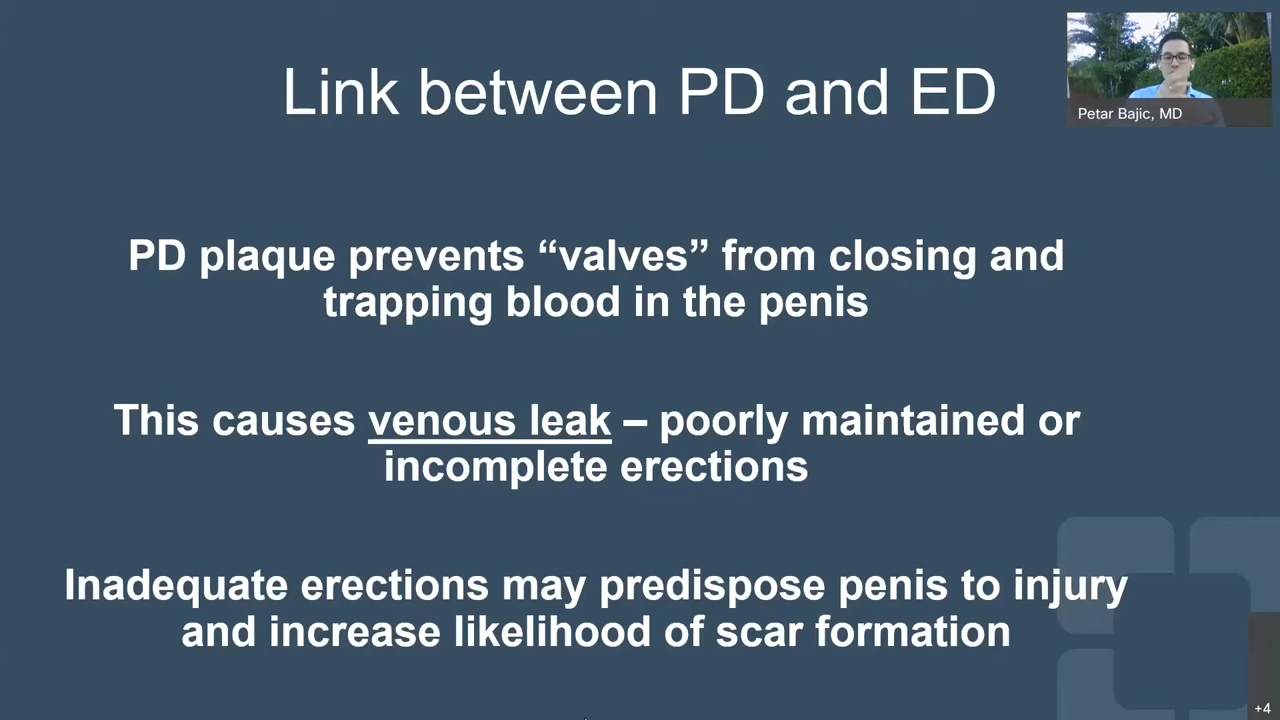 Link between PD and ED
Petar Bajic, MD
PD plaque prevents “valves” from closing and
trapping blood in the penis
This causes venous leak – poorly maintained or
incomplete erections
Inadequate erections may predispose penis to injury
and increase likelihood of scar formation
+4